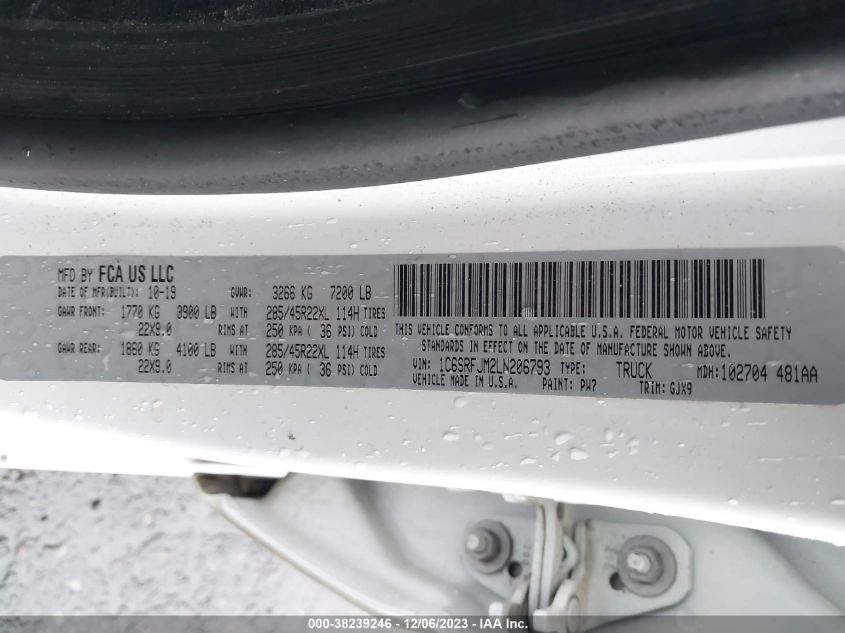 MFD BY FCA US LLC
DATE OF MFR(BUILT): 10-19 GVWR: 3266 KG 7200 LB
GAWR FRONT: 1770 KG 3900 LB WITH 285/45R22XL 114H TIRES
22X9.0 RIMS AT 250 KPA ( 36 PSI) COLD
GAWR REAR: 1860 KG 4100 LB WITH 285/45R22XL 114H TIRES
22X9.0 RIMS AT 250 KPA ( 36 PSI) COLD
THIS VEHICLE CONFORMS TO ALL APPLICABLE U.S.A. FEDERAL MOTOR VEHICLE SAFETY
STANDARDS IN EFFECT ON THE DATE OF MANUFACTURE SHOWN ABOVE.
VIN: 1C6SRFJM2LN206793 TYPE: TRUCK MDH:102704 481AA
VEHICLE MADE IN U.S.A. PAINT: PW7 TRIM: GJX9
000-38239246 - 12/06/2023 - IAA Inc.